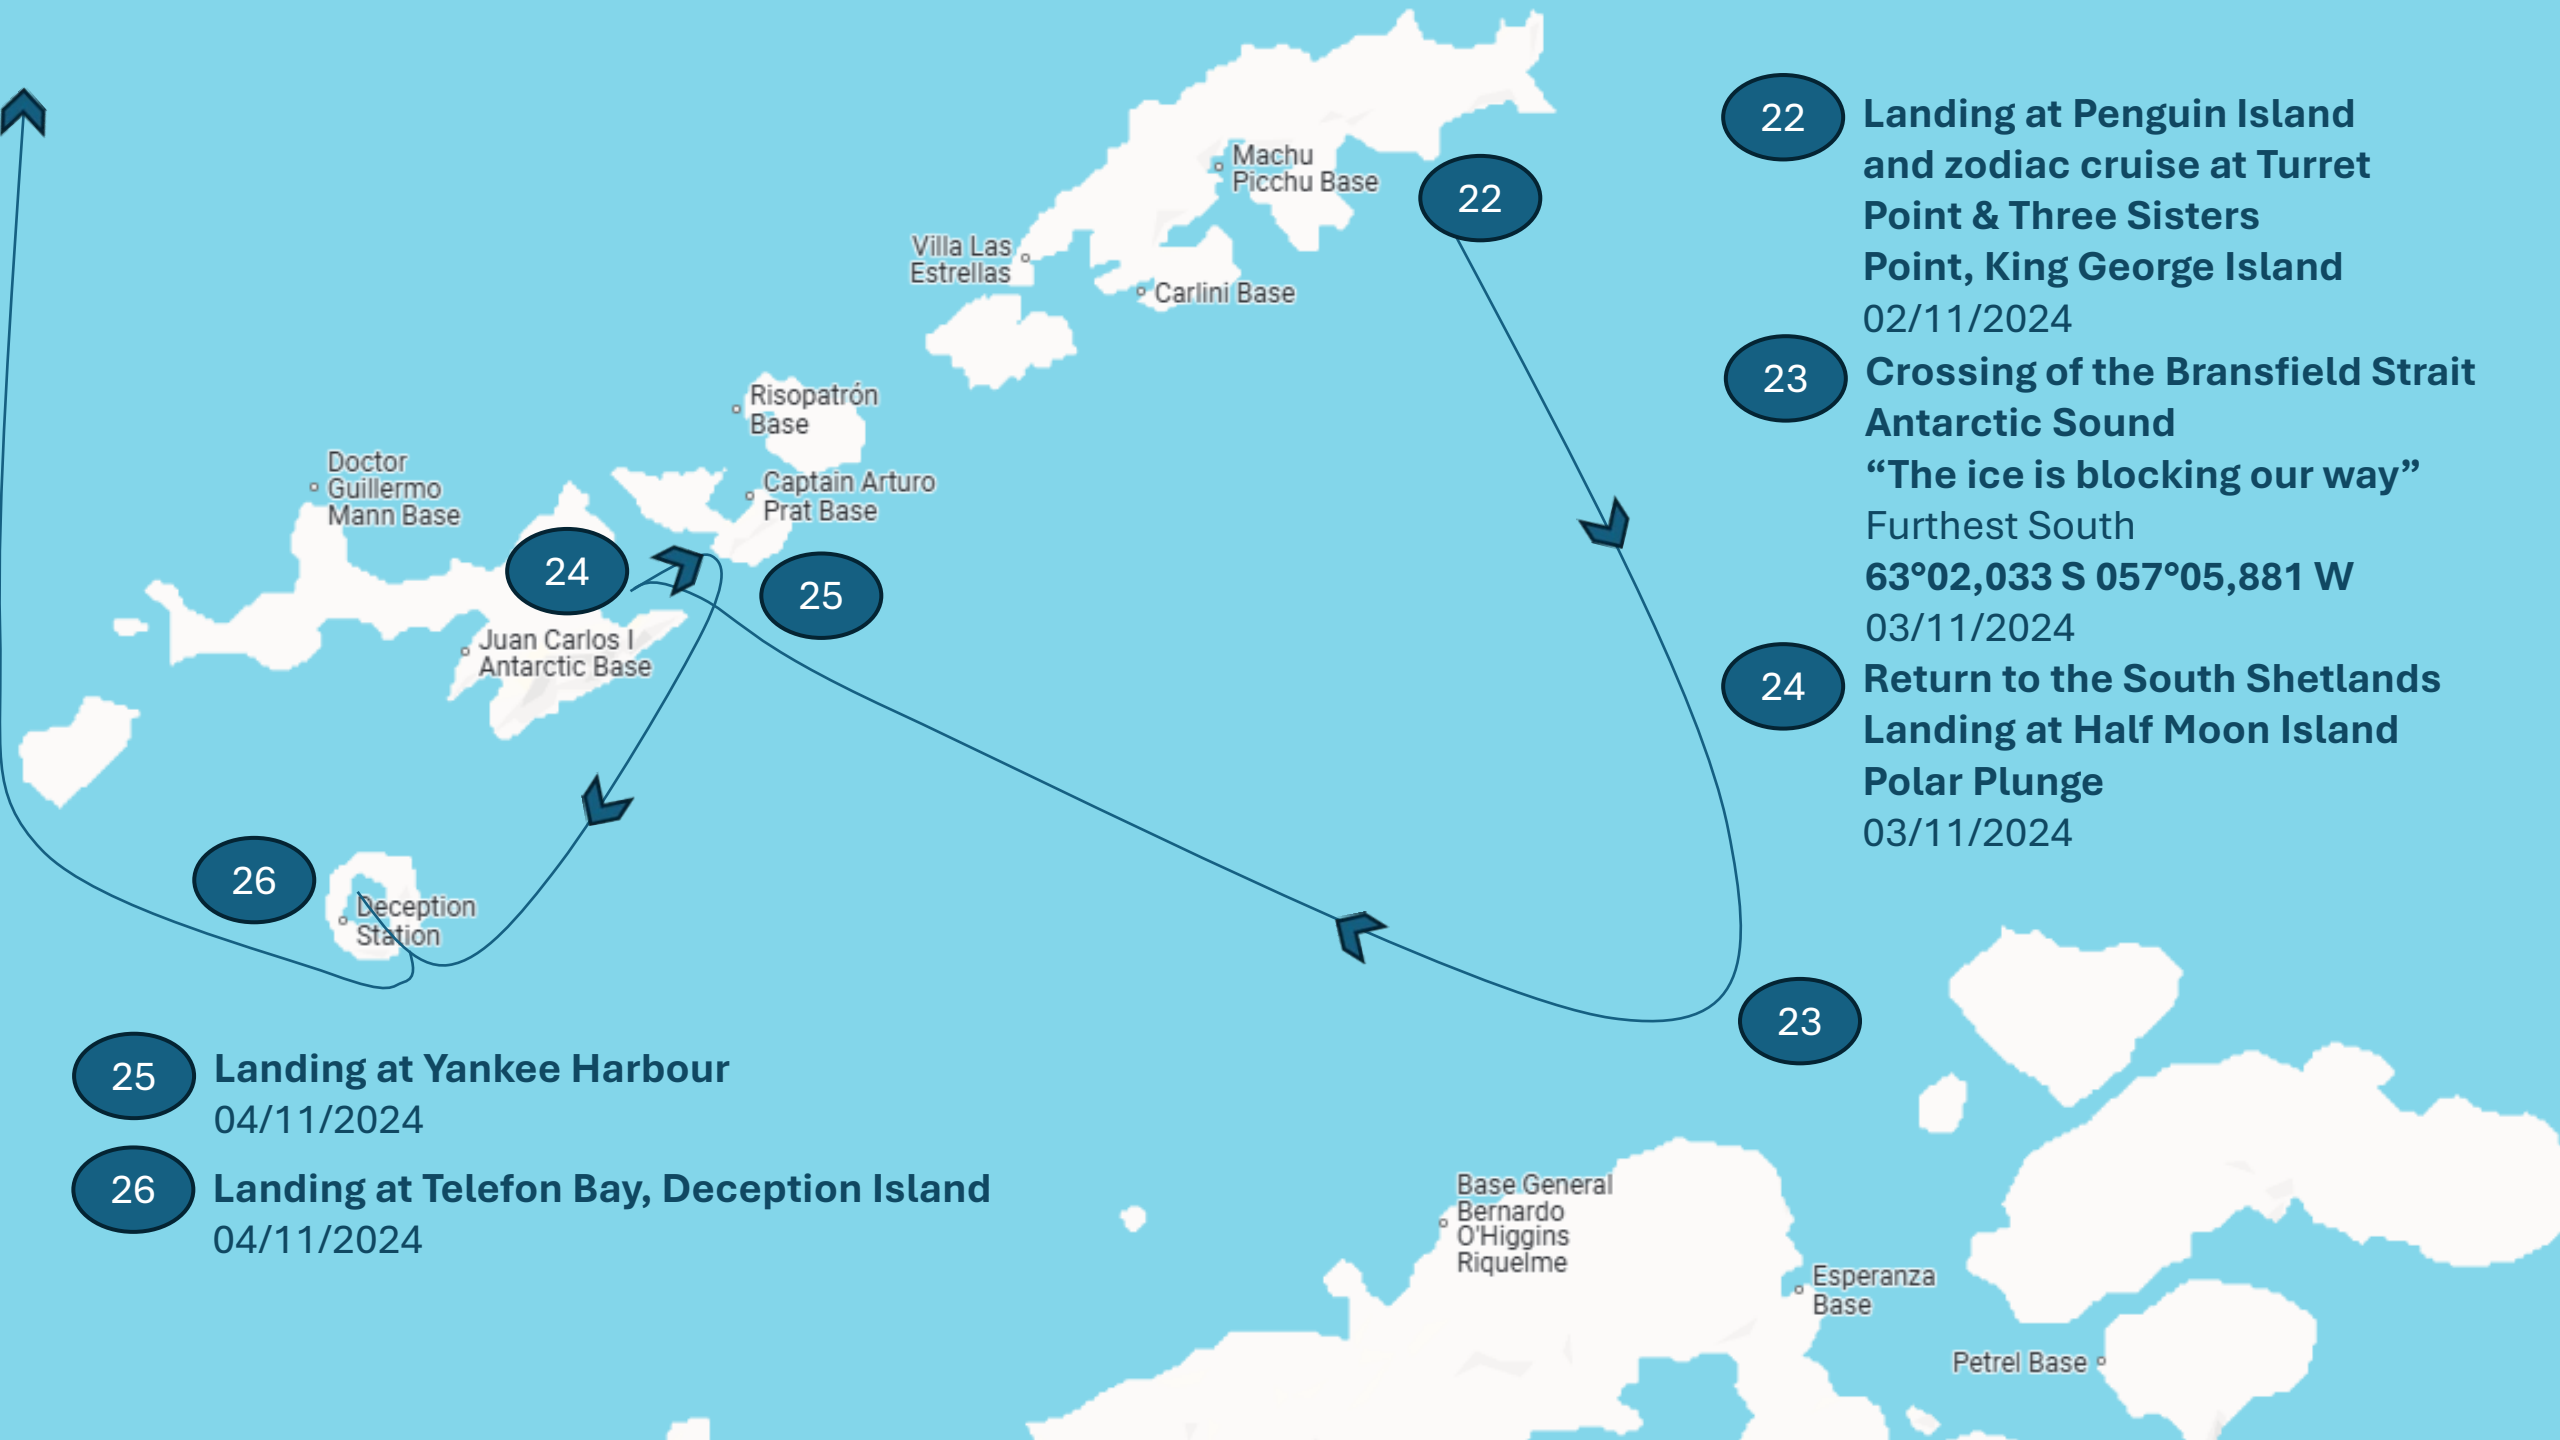 Machu
Picchu Base
22
Villa Las
Estrellas
Carlini Base
Risopatrón
Base
Doctor
Guillermo
Mann Base
Captain Arturo
Prat Base
24
25
Juan Carlos I
Antarctic Base
26
Deception
Station
23
Base General
Bernardo
O'Higgins
Riquelme
Esperanza
Base
Petrel Base
22
Landing at Penguin Island
and zodiac cruise at Turret
Point & Three Sisters
Point, King George Island
02/11/2024
23
Crossing of the Bransfield Strait
Antarctic Sound
“The ice is blocking our way”
Furthest South
63°02,033 S 057°05,881 W
03/11/2024
24
Return to the South Shetlands
Landing at Half Moon Island
Polar Plunge
03/11/2024
25
Landing at Yankee Harbour
04/11/2024
26
Landing at Telefon Bay, Deception Island
04/11/2024